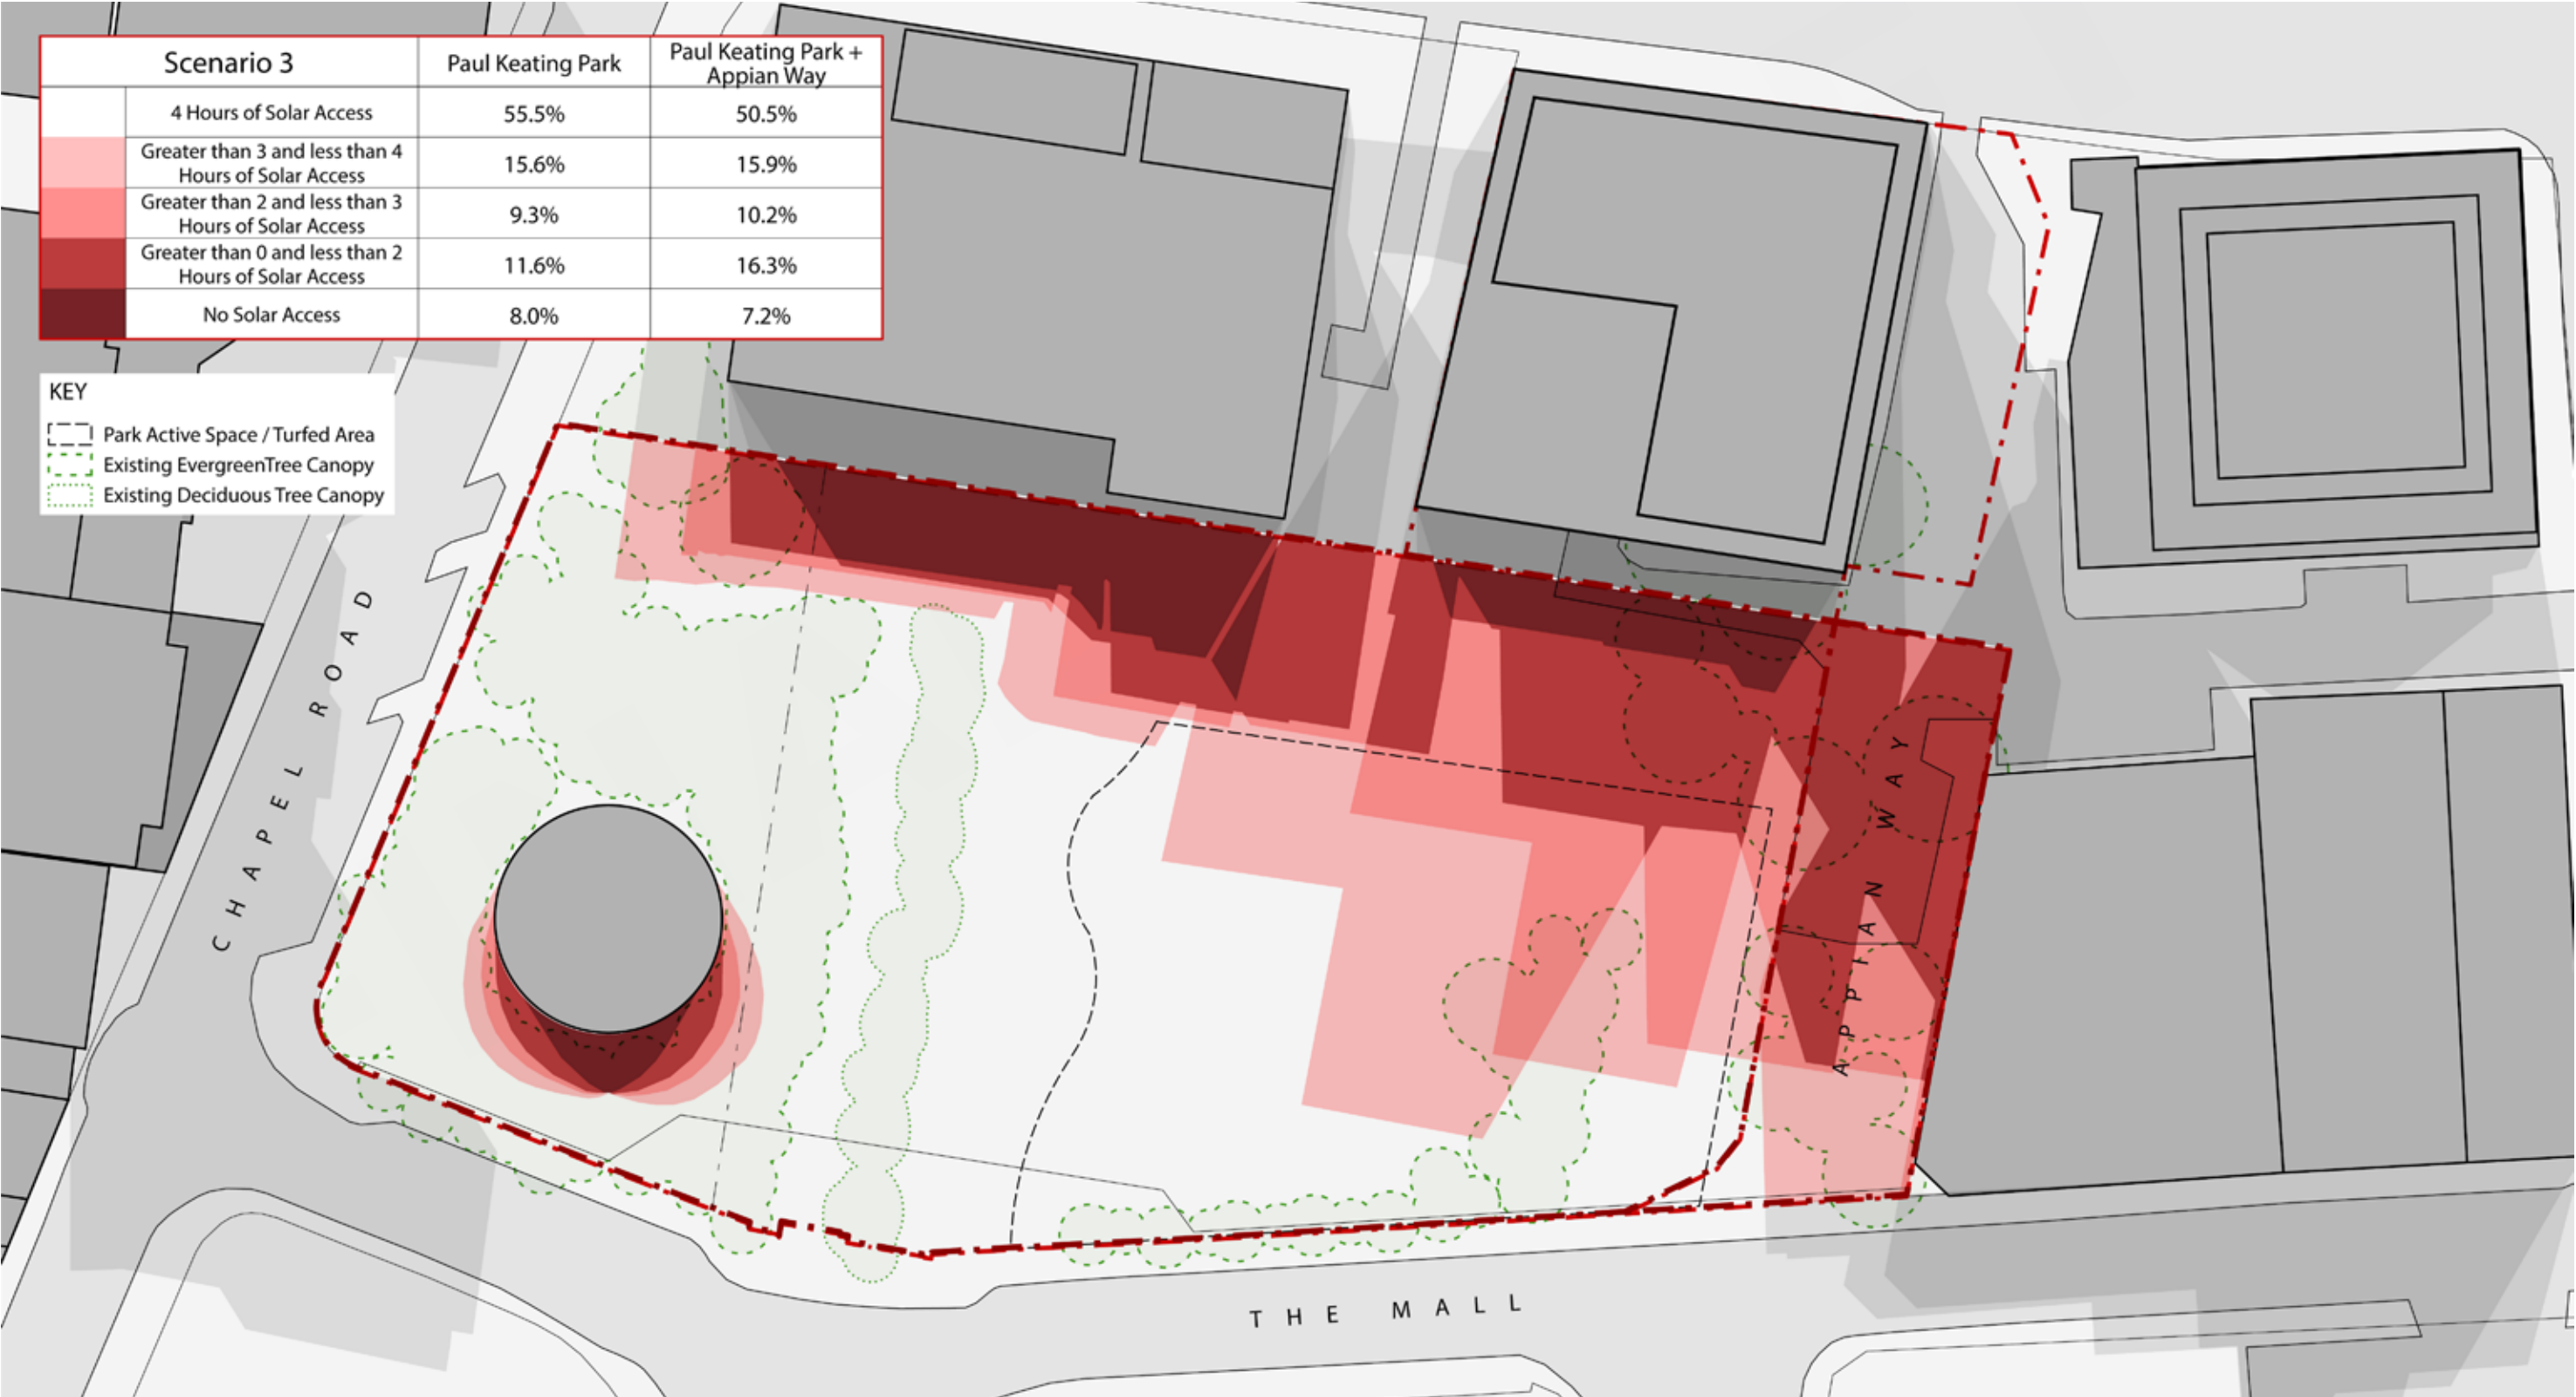 Scenario 3
Paul Keating Park
Paul Keating Park +
Appian Way
4 Hours of Solar Access
55.5%
50.5%
Greater than 3 and less than 4
Hours of Solar Access
15.6%
15.9%
Greater than 2 and less than 3
Hours of Solar Access
9.3%
10.2%
Greater than 0 and less than 2
Hours of Solar Access
11.6%
16.3%
No Solar Access
8.0%
7.2%
KEY
Park Active Space / Turfed Area
Existing EvergreenTree Canopy
Existing Deciduous Tree Canopy
CHAPEL ROAD
APPIAN WAY
THE MALL